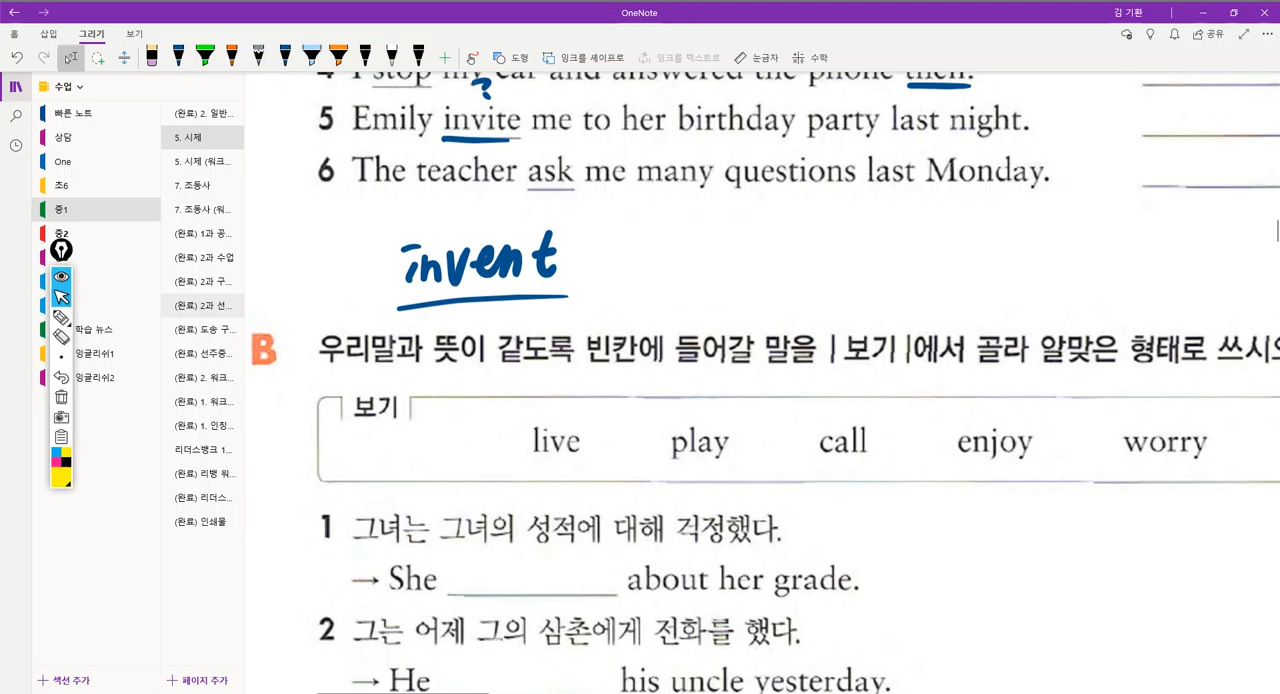 OneNote
김 기환
홈 삽입 그리기 보기
공유
도형 잉크를 셰이프로 잉크를 텍스트로 눈금자 수학
수업
빠른 노트
상담
One
초6
중1
중2
학습 뉴스
잉글리쉬1
잉글리쉬2
섹션 추가
(완료) 2. 일반...
5. 시제
5. 시제 (워크...
7. 조동사
7. 조동사 (워...
(완료) 1과 공...
(완료) 2과 수업
(완료) 2과 구...
(완료) 2과 선...
(완료) 도송 구...
(완료) 선주중...
(완료) 2. 워크...
(완료) 1. 워크...
(완료) 1. 인칭...
리더스뱅크 1...
(완료) 리뱅 워...
(완료) 리더스...
(완료) 인쇄물
페이지 추가
4 I stop my car and answered the phone then.
?
5 Emily invite me to her birthday party last night.
6 The teacher ask me many questions last Monday.
invent
B 우리말과 뜻이 같도록 빈칸에 들어갈 말을 |보기|에서 골라 알맞은 형태로 쓰시오
보기
live play call enjoy worry
1 그녀는 그녀의 성적에 대해 걱정했다.
→ She ________ about her grade.
2 그는 어제 그의 삼촌에게 전화를 했다.
→ He ________ his uncle yesterday.